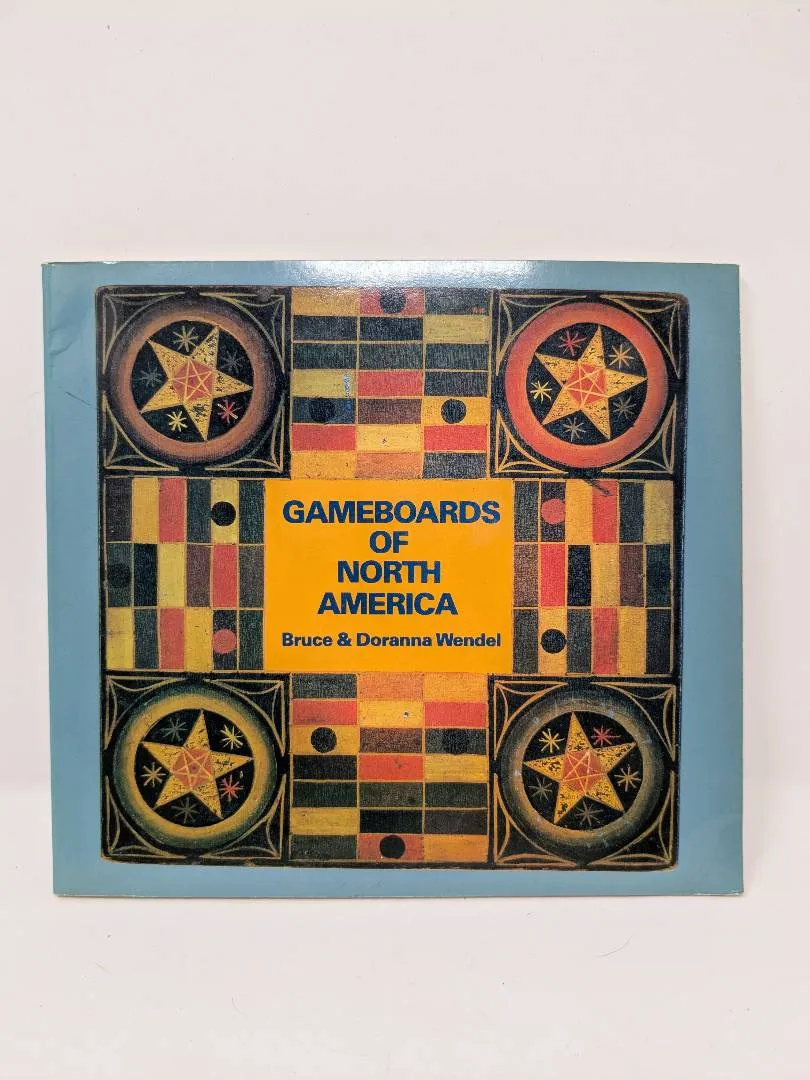 GAMEBOARDS
OF
NORTH
AMERICA
Bruce & Doranna Wendel